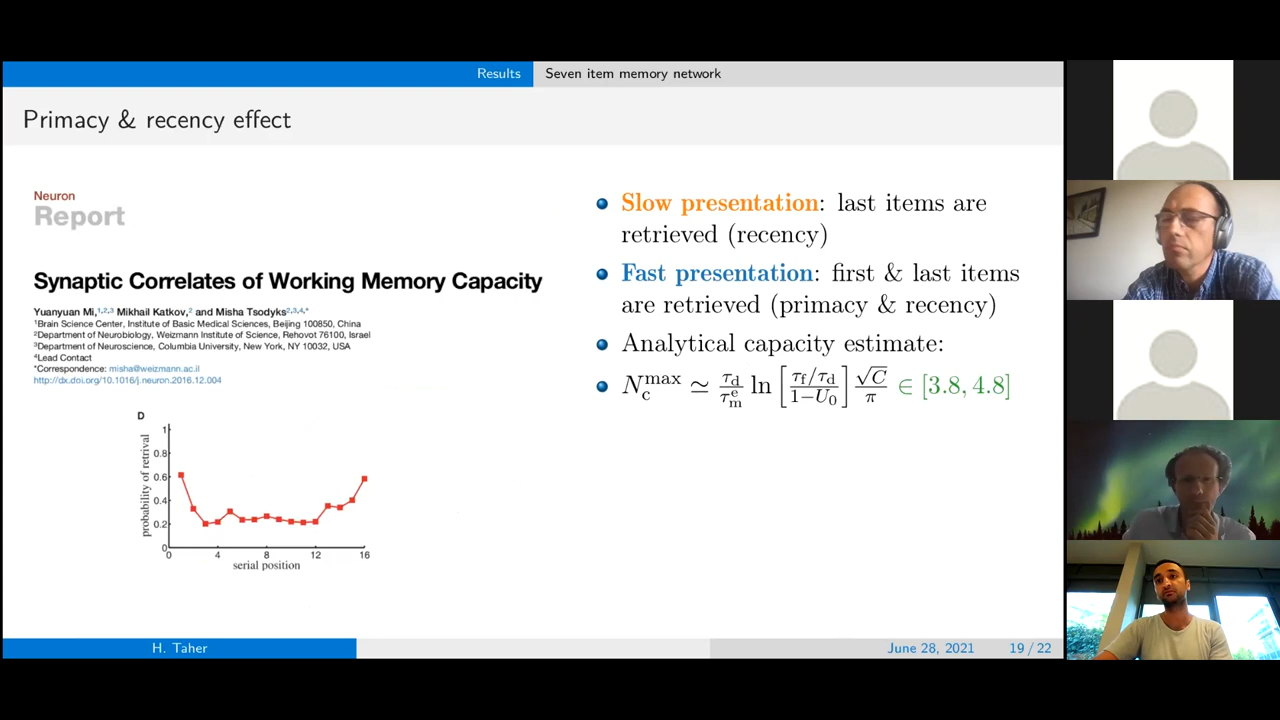 Results
Seven item memory network
Primacy & recency effect
Neuron
Report
Synaptic Correlates of Working Memory Capacity
Yuanyuan Mi,1,2,3 Mikhail Katkov,2 and Misha Tsodyks2,3,4,*
1Brain Science Center, Institute of Basic Medical Sciences, Beijing 100850, China
2Department of Neurobiology, Weizmann Institute of Science, Rehovot 76100, Israel
3Department of Neuroscience, Columbia University, New York, NY 10032, USA
4Lead Contact
*Correspondence: misha@weizmann.ac.il
http://dx.doi.org/10.1016/j.neuron.2016.12.004
D
probability of retrival
1
0.8
0.6
0.4
0.2
0
0 4 8 12 16
serial position
Slow presentation: last items are
retrieved (recency)
Fast presentation: first & last items
are retrieved (primacy & recency)
Analytical capacity estimate:
N_c^max ≃ τ_d/τ_m^e ln [ (τ_f/τ_d)/(1−U_0) ] √C/π ∈ [3.8, 4.8]
H. Taher
June 28, 2021
19 / 22